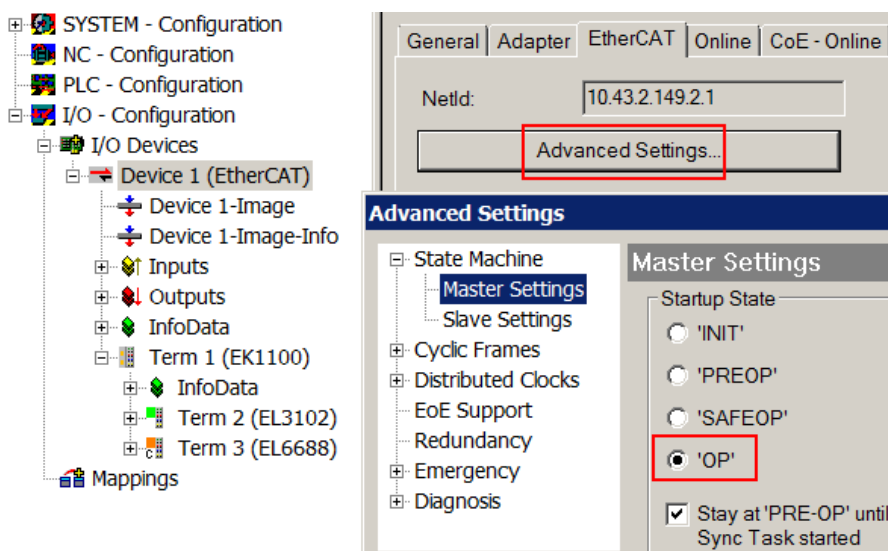 SYSTEM - Configuration
NC - Configuration
PLC - Configuration
I/O - Configuration
I/O Devices
Device 1 (EtherCAT)
Device 1-Image
Device 1-Image-Info
Inputs
Outputs
InfoData
Term 1 (EK1100)
InfoData
Term 2 (EL3102)
Term 3 (EL6688)
Mappings
General Adapter EtherCAT Online CoE - Online
NetId: 10.43.2.149.2.1
Advanced Settings...
Advanced Settings
State Machine
Master Settings
Slave Settings
Cyclic Frames
Distributed Clocks
EoE Support
Redundancy
Emergency
Diagnosis
Master Settings
Startup State
'INIT'
'PREOP'
'SAFEOP'
'OP'
Stay at 'PRE-OP' until
Sync Task started